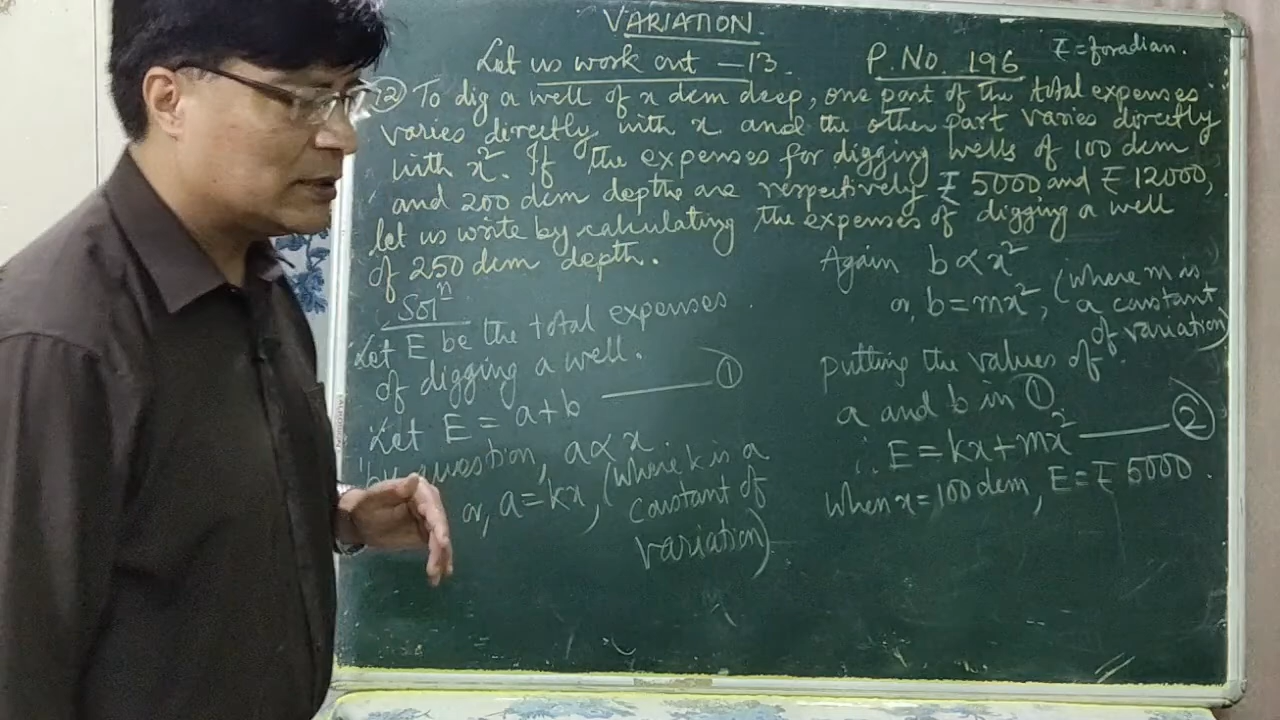 VARIATION
Let us work out - 13. P. No. 196
₹ = for adian.
12) To dig a well of x dcm deep, one part of the total expenses
varies directly with x and the other part varies directly
with x². If the expenses for digging wells of 100 dcm
and 200 dcm depths are respectively ₹ 5000 and ₹ 12000,
let us write by calculating the expenses of digging a well
of 250 dcm depth.
Solⁿ
Let E be the total expenses
of digging a well.
Let E = a+b ——— ①
by question, a ∝ x
or, a = kx, (where k is a
constant of
variation)
Again b ∝ x²
or, b = mx², (where m is
a constant
of variation)
putting the values of
a and b in ①
∴ E = kx + mx² ——— ②
When x = 100 dcm, E = ₹ 5000.